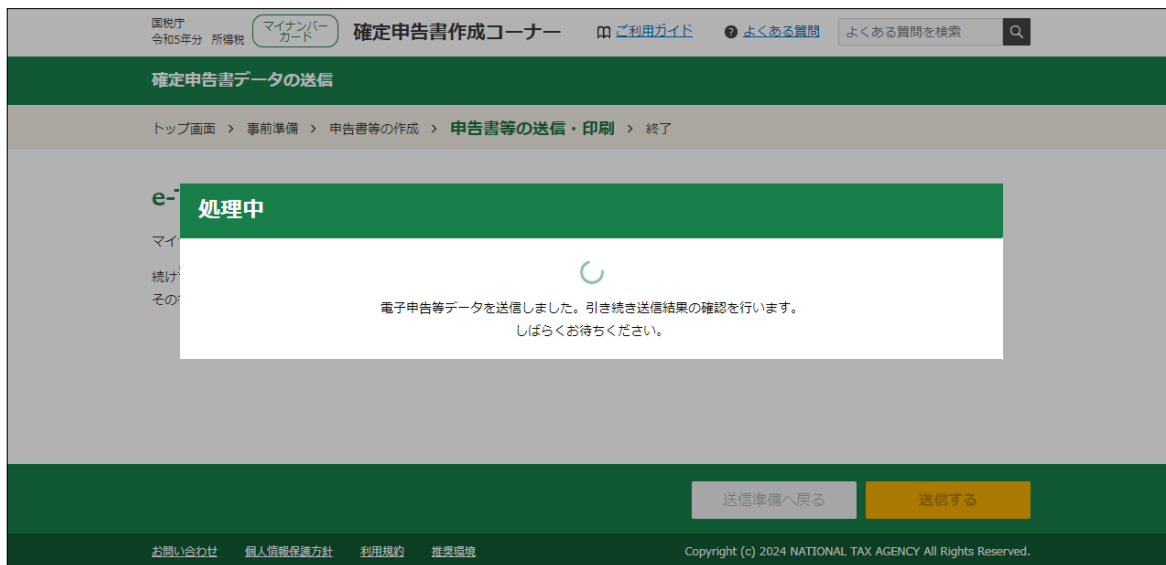 国税庁
令和5年分 所得税
マイナンバー
カード
確定申告書作成コーナー
ご利用ガイド
よくある質問
よくある質問を検索
確定申告書データの送信
トップ画面 > 事前準備 > 申告書等の作成 > 申告書等の送信・印刷 > 終了
e-
処理中
マイ
続け
その
電子申告等データを送信しました。引き続き送信結果の確認を行います。
しばらくお待ちください。
送信準備へ戻る
送信する
お問い合わせ 個人情報保護方針 利用規約 推奨環境
Copyright (c) 2024 NATIONAL TAX AGENCY All Rights Reserved.